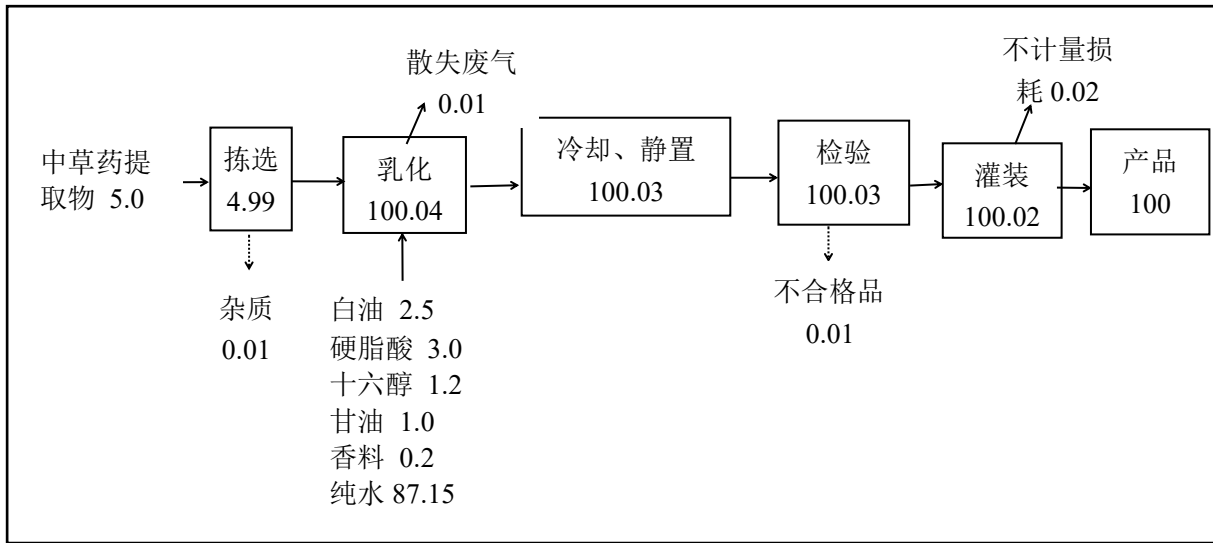 中草药提
取物 5.0
拣选
4.99
杂质
0.01
散失废气
0.01
乳化
100.04
白油 2.5
硬脂酸 3.0
十六醇 1.2
甘油 1.0
香料 0.2
纯水 87.15
冷却、静置
100.03
检验
100.03
不合格品
0.01
不计量损
耗 0.02
灌装
100.02
产品
100